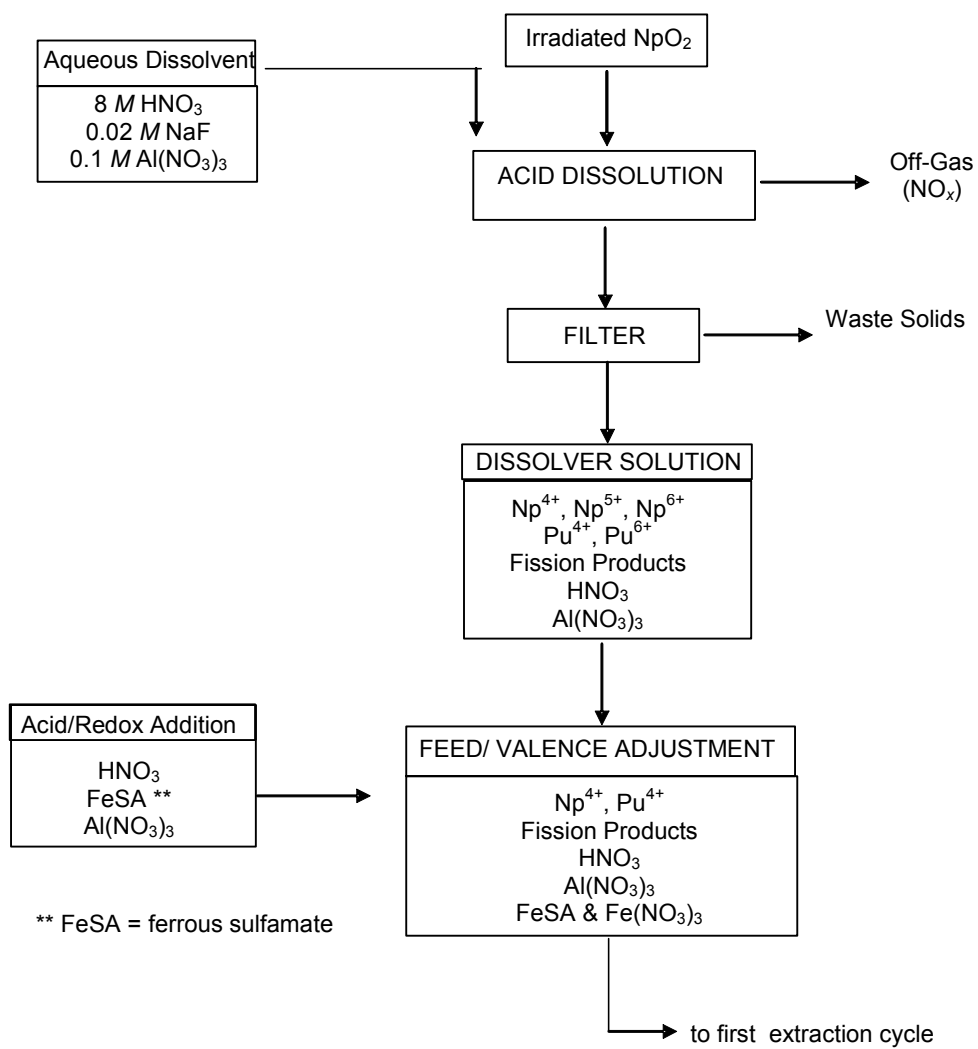 Irradiated NpO₂
Aqueous Dissolvent
8 M HNO₃
0.02 M NaF
0.1 M Al(NO₃)₃
ACID DISSOLUTION
Off-Gas
(NOₓ)
FILTER
Waste Solids
DISSOLVER SOLUTION
Np⁴⁺, Np⁵⁺, Np⁶⁺
Pu⁴⁺, Pu⁶⁺
Fission Products
HNO₃
Al(NO₃)₃
Acid/Redox Addition
HNO₃
FeSA **
Al(NO₃)₃
FEED/ VALENCE ADJUSTMENT
Np⁴⁺, Pu⁴⁺
Fission Products
HNO₃
Al(NO₃)₃
FeSA & Fe(NO₃)₃
** FeSA = ferrous sulfamate
to first extraction cycle